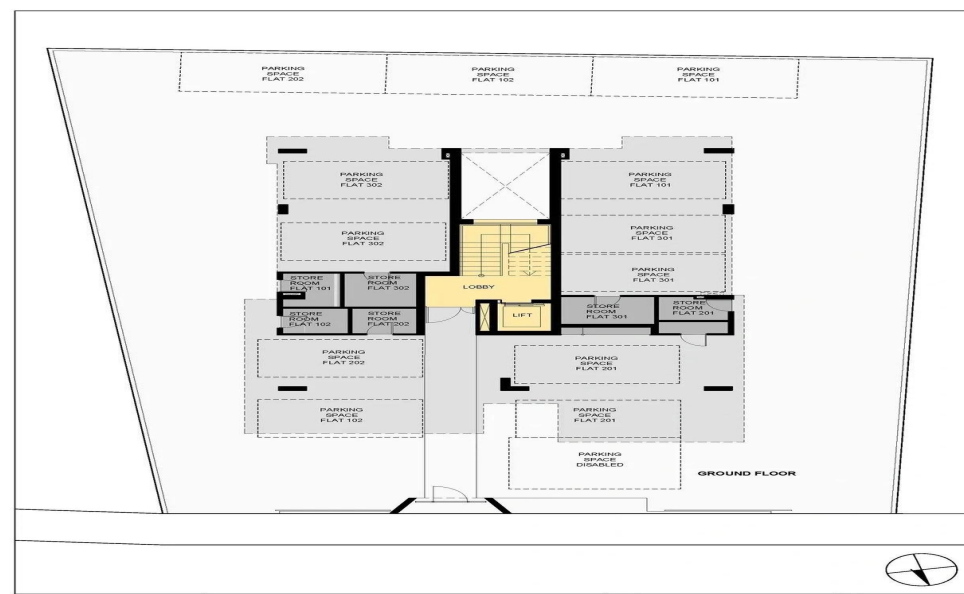 PARKING
SPACE
FLAT 202
PARKING
SPACE
FLAT 102
PARKING
SPACE
FLAT 101
PARKING
SPACE
FLAT 302
PARKING
SPACE
FLAT 101
PARKING
SPACE
FLAT 302
PARKING
SPACE
FLAT 301
PARKING
SPACE
FLAT 301
STORE
ROOM
FLAT 101
STORE
ROOM
FLAT 302
LOBBY
STORE
ROOM
FLAT 102
STORE
ROOM
FLAT 202
LIFT
STORE
ROOM
FLAT 301
STORE
ROOM
FLAT 201
PARKING
SPACE
FLAT 202
PARKING
SPACE
FLAT 201
PARKING
SPACE
FLAT 102
PARKING
SPACE
FLAT 201
PARKING
SPACE
DISABLED
GROUND FLOOR